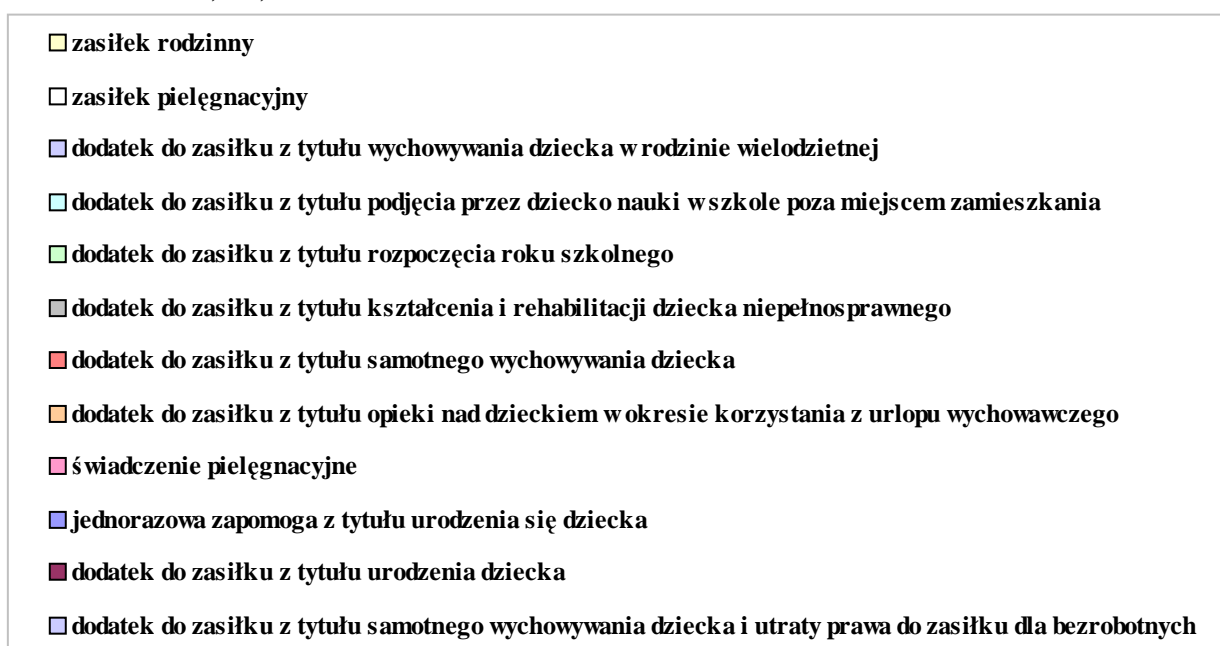 zasiłek rodzinny
zasiłek pielęgnacyjny
dodatek do zasiłku z tytułu wychowywania dziecka w rodzinie wielodzietnej
dodatek do zasiłku z tytułu podjęcia przez dziecko nauki w szkole poza miejscem zamieszkania
dodatek do zasiłku z tytułu rozpoczęcia roku szkolnego
dodatek do zasiłku z tytułu kształcenia i rehabilitacji dziecka niepełnosprawnego
dodatek do zasiłku z tytułu samotnego wychowywania dziecka
dodatek do zasiłku z tytułu opieki nad dzieckiem w okresie korzystania z urlopu wychowawczego
świadczenie pielęgnacyjne
jednorazowa zapomoga z tytułu urodzenia się dziecka
dodatek do zasiłku z tytułu urodzenia dziecka
dodatek do zasiłku z tytułu samotnego wychowywania dziecka i utraty prawa do zasiłku dla bezrobotnych